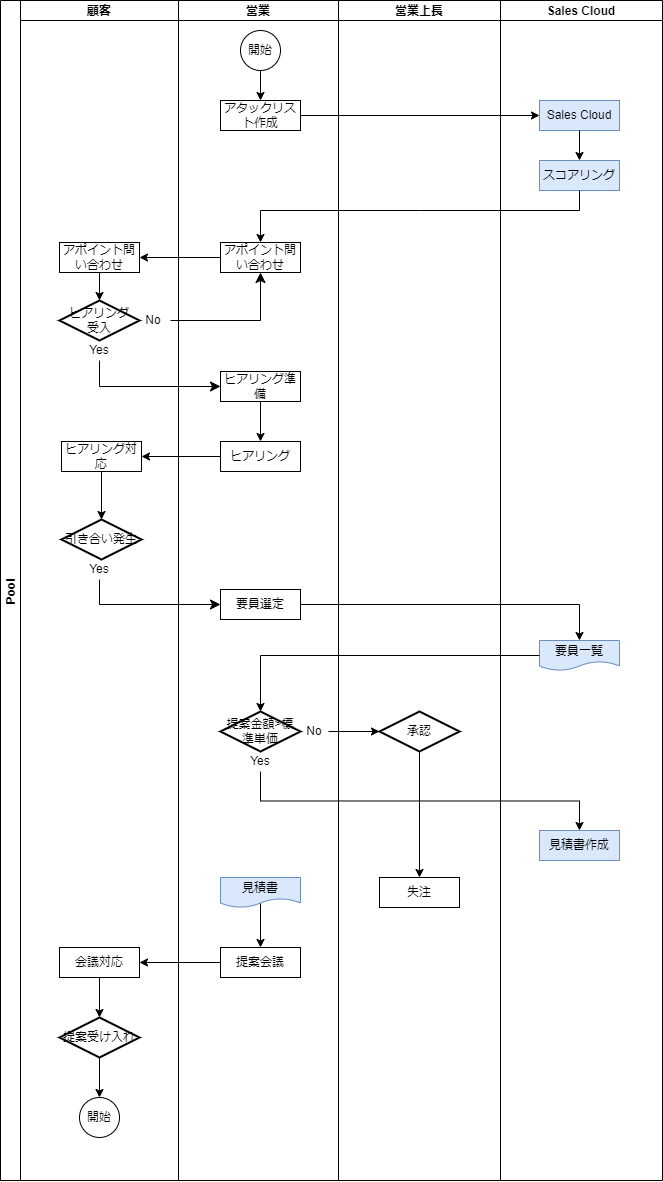 顧客
営業
営業上長
Sales Cloud
Pool
開始
アタックリス
ト作成
Sales Cloud
スコアリング
アポイント問
い合わせ
アポイント問
い合わせ
ヒアリング
受入
No
Yes
ヒアリング準
備
ヒアリング対
応
ヒアリング
引き合い発生
Yes
要員選定
要員一覧
提案金額>標
準単価
No
承認
Yes
見積書作成
見積書
失注
会議対応
提案会議
提案受け入れ
開始